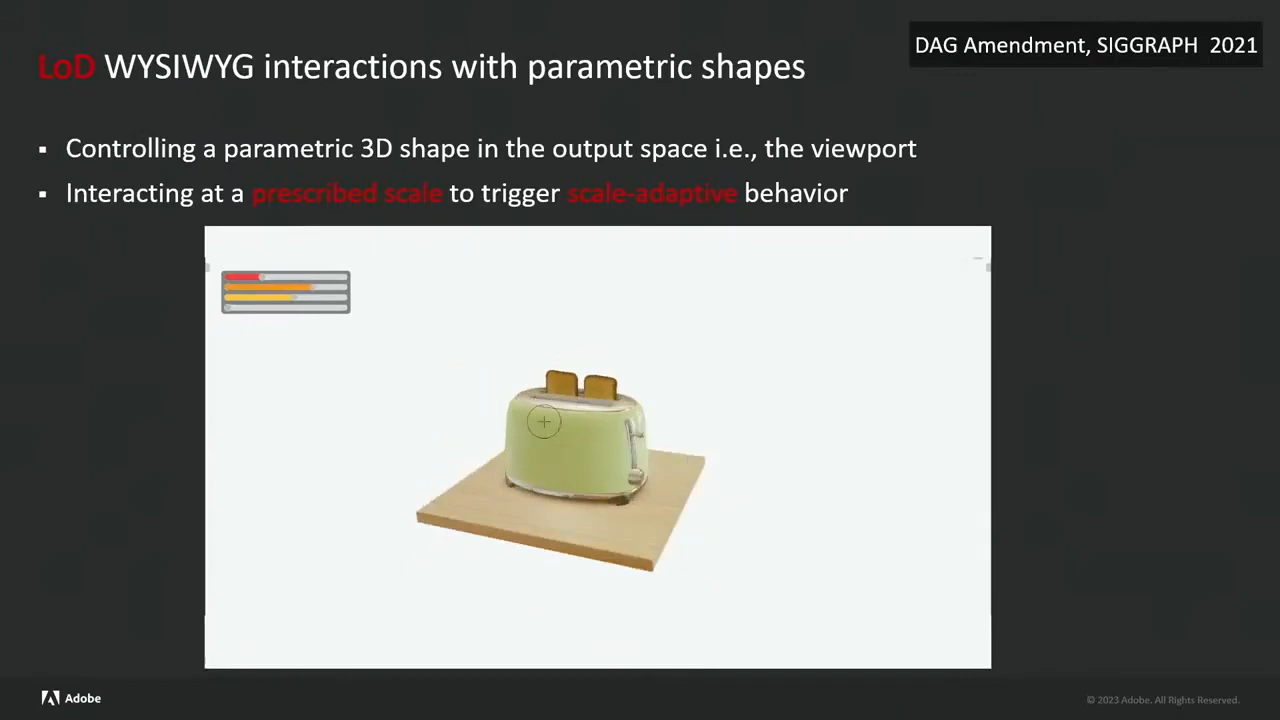 DAG Amendment, SIGGRAPH 2021
LoD WYSIWYG interactions with parametric shapes
▪ Controlling a parametric 3D shape in the output space i.e., the viewport
▪ Interacting at a prescribed scale to trigger scale-adaptive behavior
Adobe
© 2023 Adobe. All Rights Reserved.